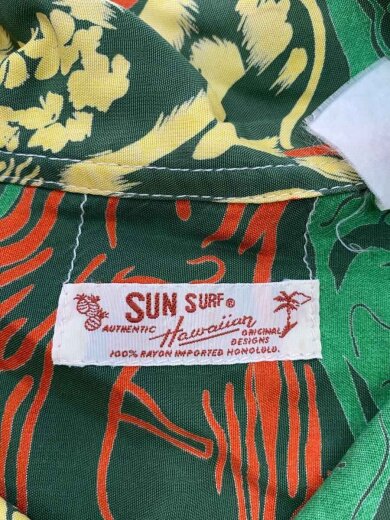 SUN SURF®
AUTHENTIC Hawaiian ORIGINAL DESIGNS
100% RAYON IMPORTED HONOLULU.